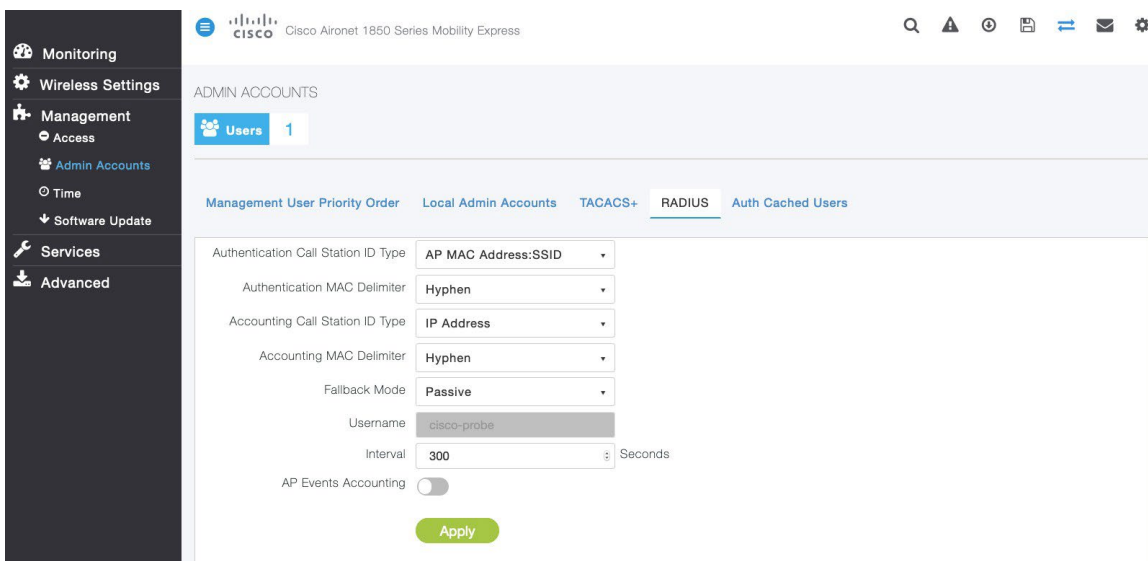 cisco Cisco Aironet 1850 Series Mobility Express
Monitoring
Wireless Settings
Management
Access
Admin Accounts
Time
Software Update
Services
Advanced
ADMIN ACCOUNTS
Users 1
Management User Priority Order Local Admin Accounts TACACS+ RADIUS Auth Cached Users
Authentication Call Station ID Type AP MAC Address:SSID
Authentication MAC Delimiter Hyphen
Accounting Call Station ID Type IP Address
Accounting MAC Delimiter Hyphen
Fallback Mode Passive
Username cisco-probe
Interval 300 Seconds
AP Events Accounting
Apply